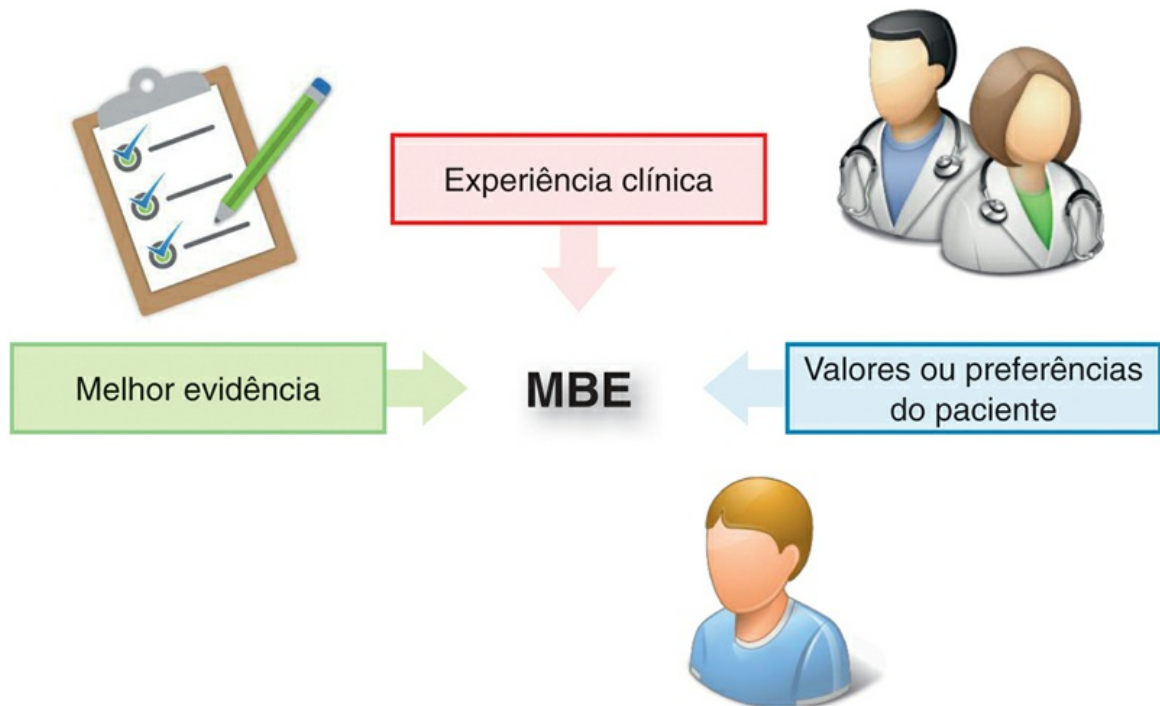 Experiência clínica
Melhor evidência
MBE
Valores ou preferências
do paciente